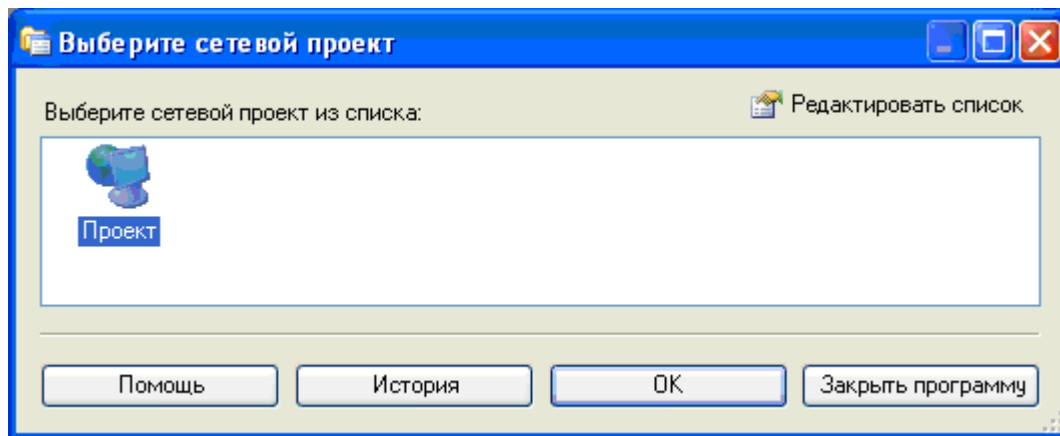 Выберите сетевой проект
Выберите сетевой проект из списка:
Редактировать список
Проект
Помощь
История
OK
Закрыть программу